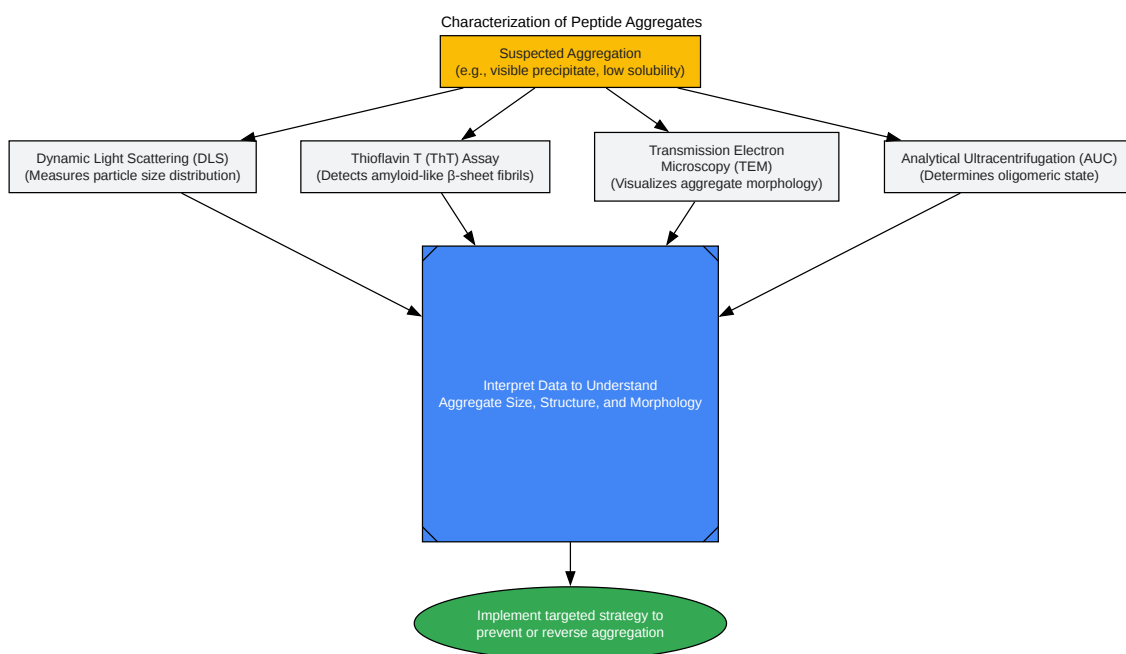 Characterization of Peptide Aggregates
Suspected Aggregation
(e.g., visible precipitate, low solubility)
Dynamic Light Scattering (DLS)
(Measures particle size distribution)
Thioflavin T (ThT) Assay
(Detects amyloid-like β-sheet fibrils)
Transmission Electron
Microscopy (TEM)
(Visualizes aggregate morphology)
Analytical Ultracentrifugation (AUC)
(Determines oligomeric state)
Interpret Data to Understand
Aggregate Size, Structure, and Morphology
Implement targeted strategy to
prevent or reverse aggregation